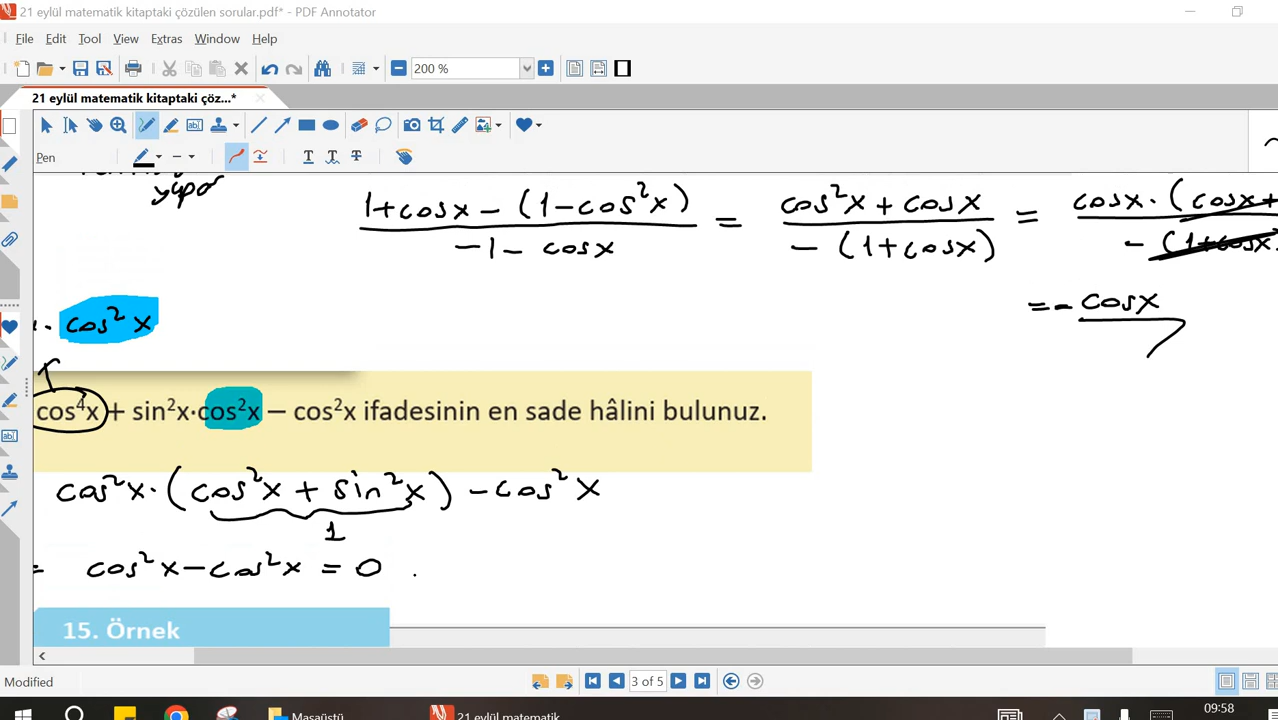 21 eylül matematik kitaptaki çözülen sorular.pdf* - PDF Annotator
File Edit Tool View Extras Window Help
200 %
21 eylül matematik kitaptaki çöz...*
Pen
yapar
1+cosx-(1-cos²x) / -1-cosx = cos²x+cosx / -(1+cosx) = cosx·(cosx+ / -(1+cosx)
=-cosx
· cos²x
cos⁴x + sin²x·cos²x – cos²x ifadesinin en sade hâlini bulunuz.
cos²x·(cos²x+sin²x)-cos²x
1
= cos²x-cos²x=0.
15. Örnek
3 of 5
Modified
Masaüstü 21 eylül matematik 09:58